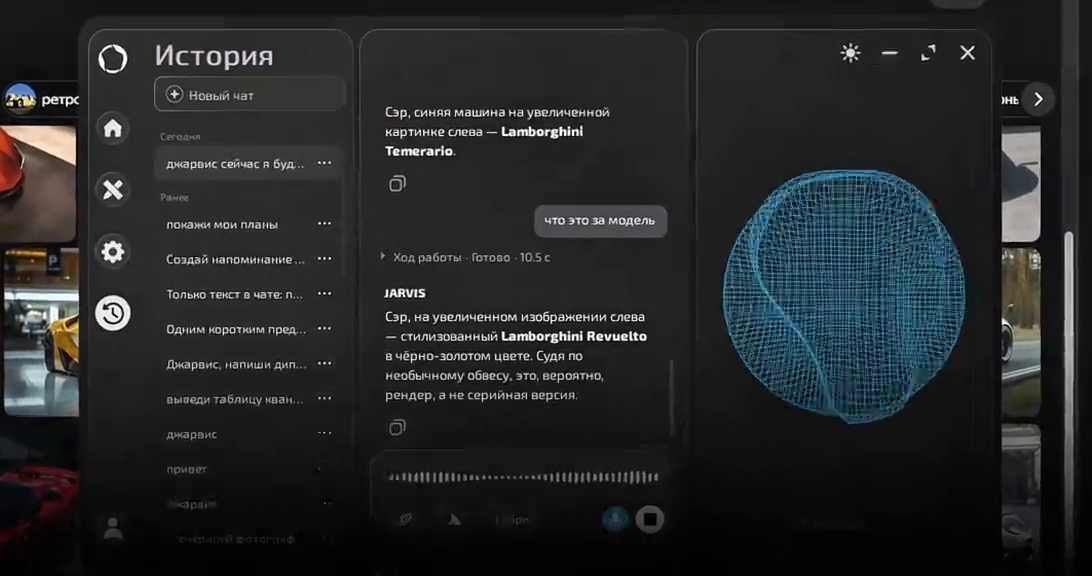 История
Новый чат
Сегодня
джарвис сейчас я буд...
Ранее
покажи мои планы
Создай напоминание ...
Только текст в чате: п...
Одним коротким пред...
Джарвис, напиши дип...
выведи таблицу кван...
джарвис
привет
джарвис
ретро
Сэр, синяя машина на увеличенной
картинке слева — Lamborghini
Temerario.
что это за модель
Ход работы · Готово · 10.5 с
JARVIS
Сэр, на увеличенном изображении слева
— стилизованный Lamborghini Revuelto
в чёрно-золотом цвете. Судя по
необычному обвесу, это, вероятно,
рендер, а не серийная версия.